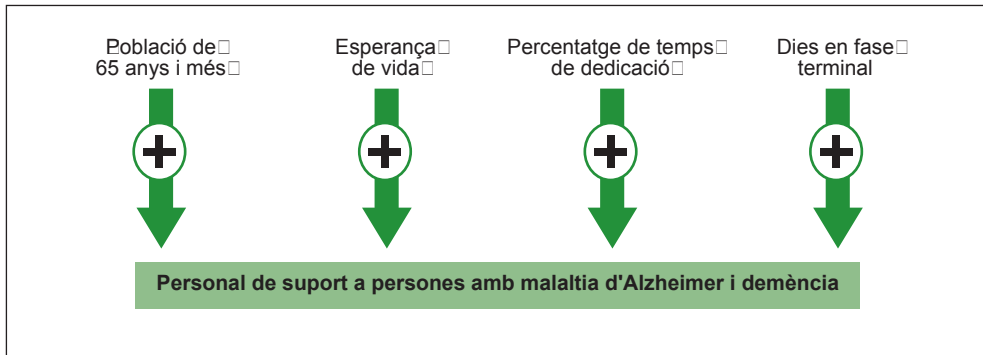 Població de
65 anys i més
Esperança
de vida
Percentatge de temps
de dedicació
Dies en fase
terminal
Personal de suport a persones amb malaltia d'Alzheimer i demència